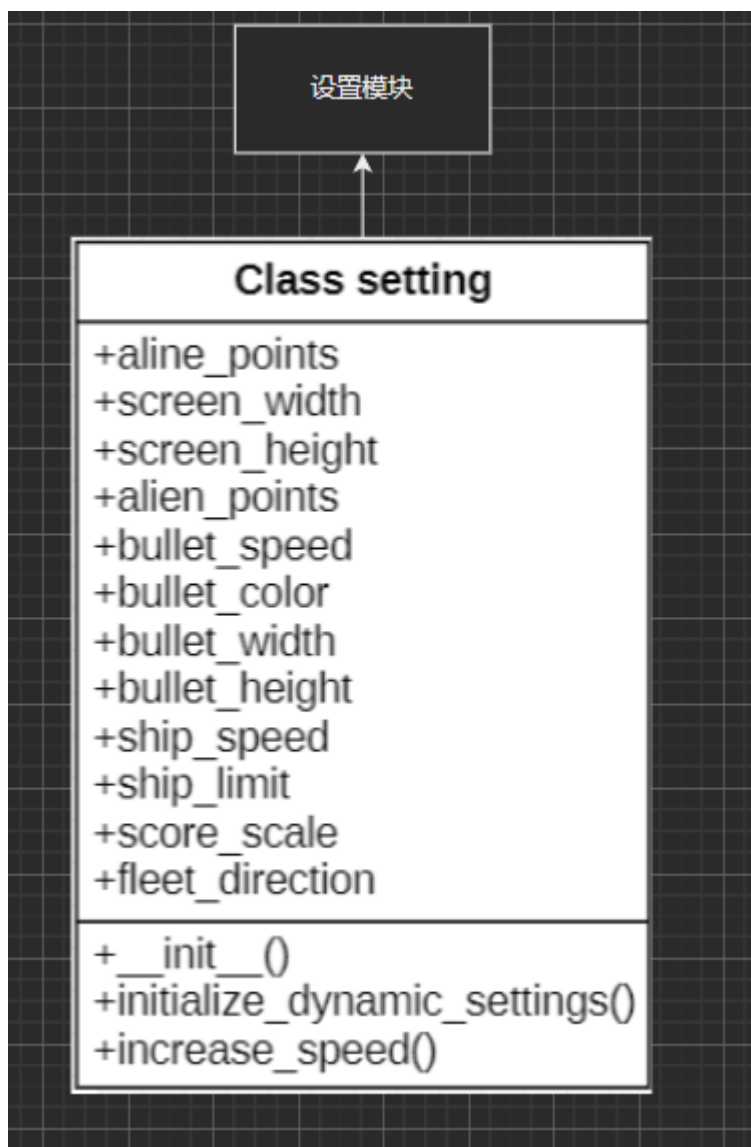 设置模块
Class setting
+aline_points
+screen_width
+screen_height
+alien_points
+bullet_speed
+bullet_color
+bullet_width
+bullet_height
+ship_speed
+ship_limit
+score_scale
+fleet_direction
+__init__()
+initialize_dynamic_settings()
+increase_speed()